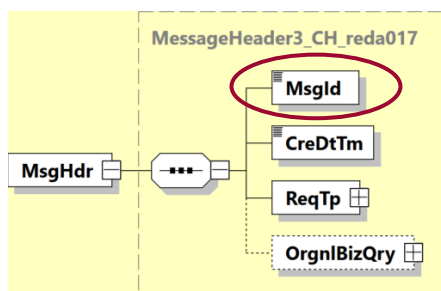 MessageHeader3_CH_reda017
MsgId
CreDtTm
MsgHdr
ReqTp
OrgnlBizQry